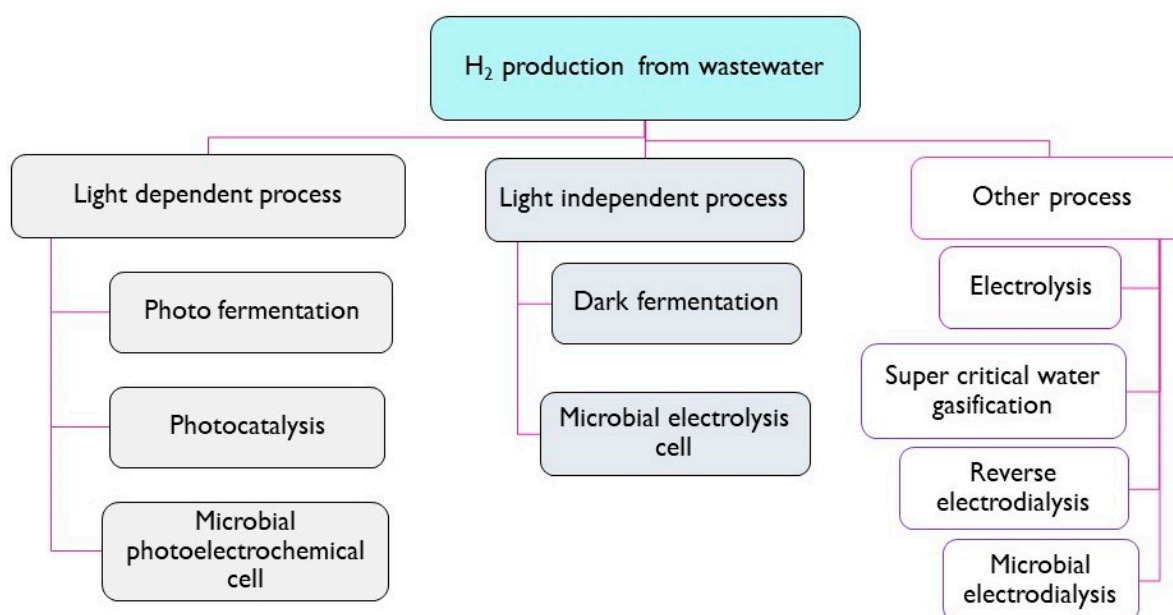 H₂ production from wastewater
Light dependent process
Photo fermentation
Photocatalysis
Microbial
photoelectrochemical
cell
Light independent process
Dark fermentation
Microbial electrolysis
cell
Other process
Electrolysis
Super critical water
gasification
Reverse
electrodialysis
Microbial
electrodialysis